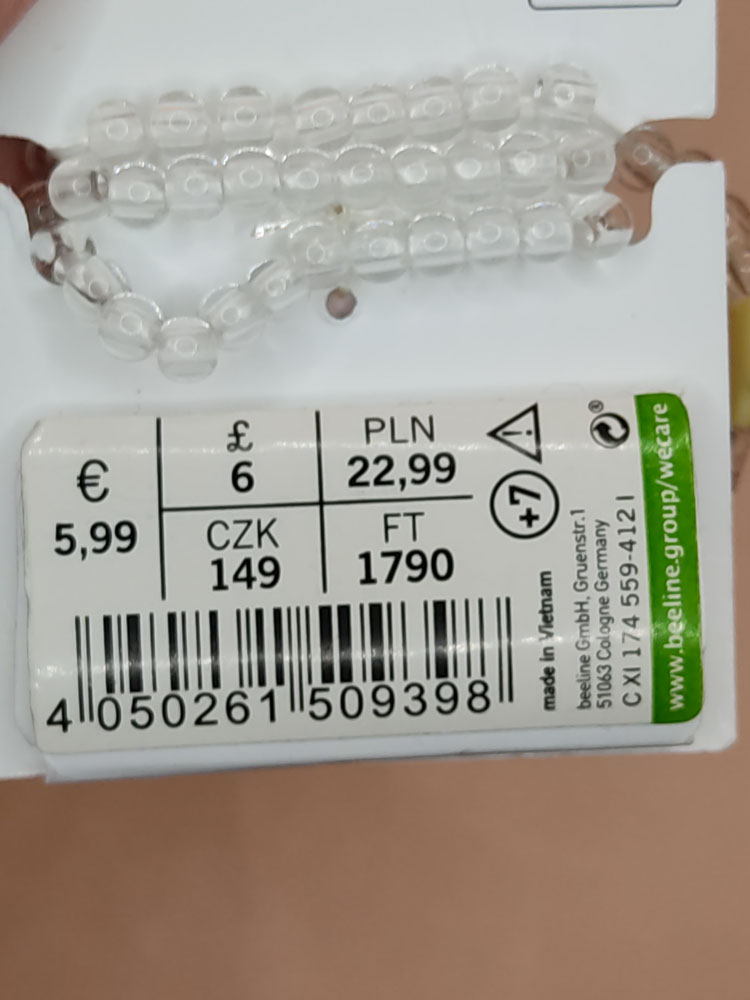 €
5,99
£
6
PLN
22,99
CZK
149
FT
1790
+7
made in Vietnam
beeline GmbH, Gruenstr.1
51063 Cologne Germany
C XI 174 559-412 I
www.beeline.group/wecare
4 050261 509398